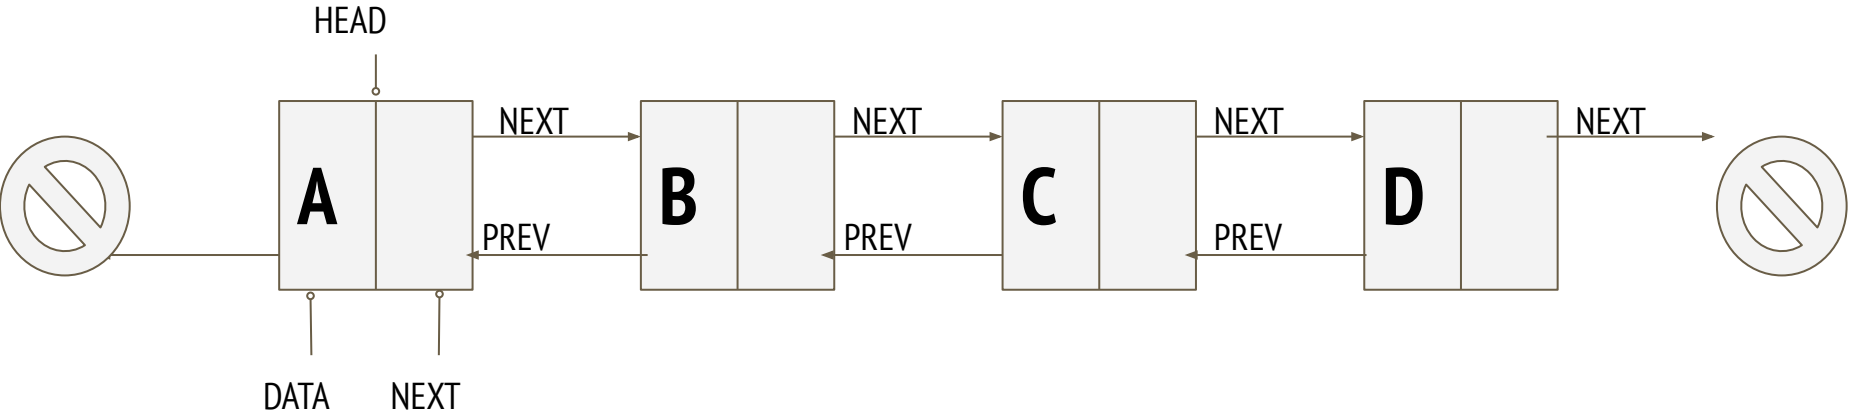 HEAD
NEXT NEXT NEXT NEXT
A B C D
PREV PREV PREV
DATA NEXT